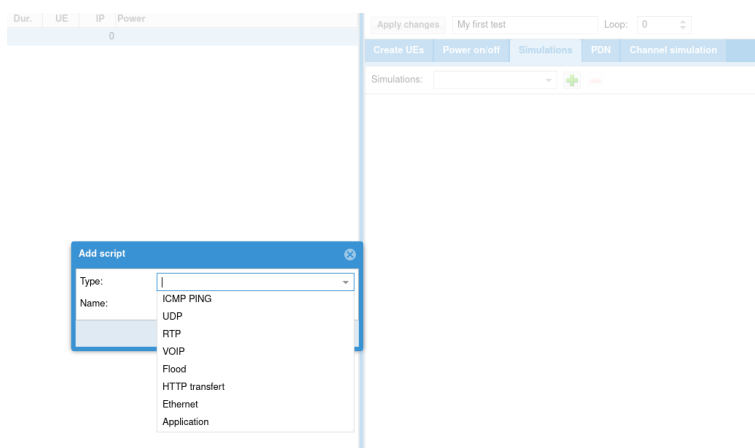 Dur. UE IP Power
0
Apply changes My first test Loop: 0
Create UEs Power on/off Simulations PDN Channel simulation
Simulations:
Add script
Type:
Name:
ICMP PING
UDP
RTP
VOIP
Flood
HTTP transfert
Ethernet
Application